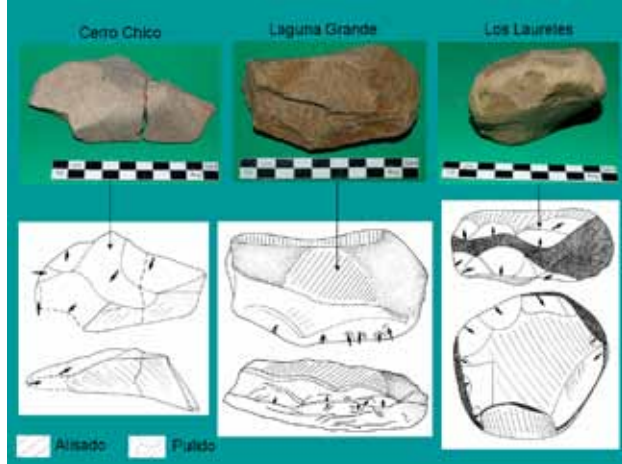 Cerro Chico
Laguna Grande
Los Laureles
Alisado
Pulido